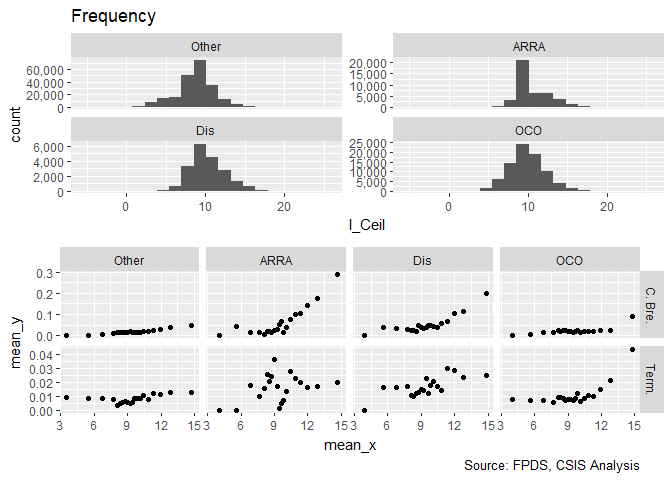 Frequency
Other
ARRA
60,000
40,000
20,000
0
20,000
15,000
10,000
5,000
0
count
Dis
OCO
6,000
4,000
2,000
0
25,000
20,000
15,000
10,000
5,000
0
0 10 20
0 10 20
l_Ceil
Other ARRA Dis OCO
0.3
0.2
0.1
0.0
C. Bre.
mean_y
0.04
0.03
0.02
0.01
0.00
Term.
3 6 9 12 15 3 6 9 12 15 3 6 9 12 15 3 6 9 12 15
mean_x
Source: FPDS, CSIS Analysis